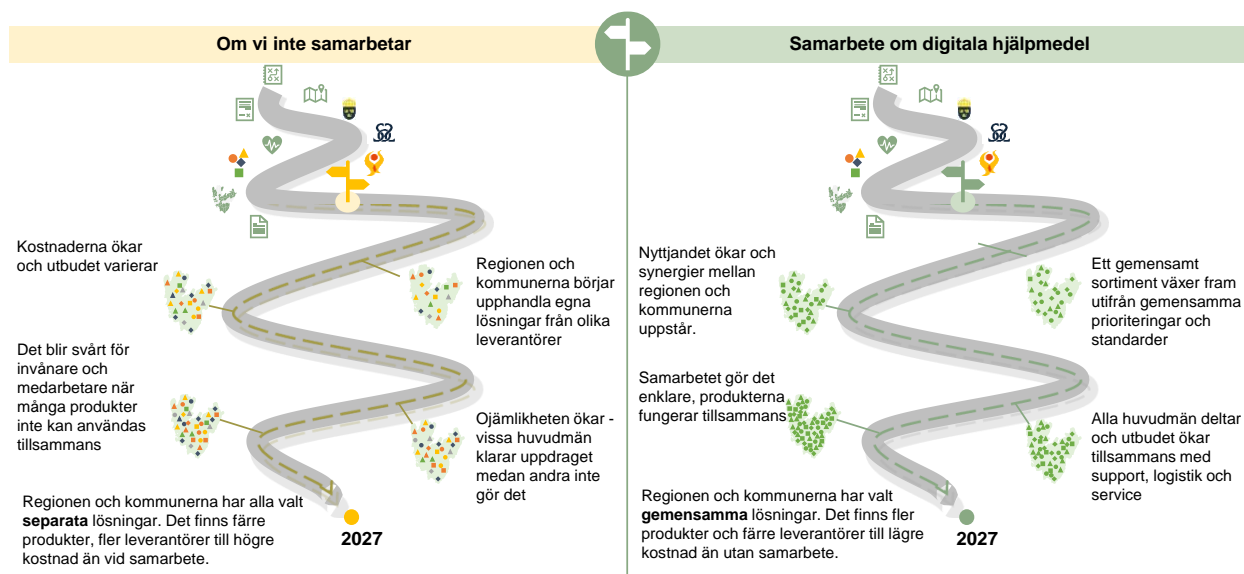 Om vi inte samarbetar
Kostnaderna ökar
och utbudet varierar
Regionen och
kommunerna börjar
upphandla egna
lösningar från olika
leverantörer
Det blir svårt för
invånare och
medarbetare när
många produkter
inte kan användas
tillsammans
Ojämlikheten ökar -
vissa huvudmän
klarar uppdraget
medan andra inte
gör det
Regionen och kommunerna har alla valt
separata lösningar. Det finns färre
produkter, fler leverantörer till högre
kostnad än vid samarbete.
2027
Samarbete om digitala hjälpmedel
Nyttjandet ökar och
synergier mellan
regionen och
kommunerna
uppstår.
Ett gemensamt
sortiment växer fram
utifrån gemensamma
prioriteringar och
standarder
Samarbetet gör det
enklare, produkterna
fungerar tillsammans
Alla huvudmän deltar
och utbudet ökar
tillsammans med
support, logistik och
service
Regionen och kommunerna har valt
gemensamma lösningar. Det finns fler
produkter och färre leverantörer till lägre
kostnad än utan samarbete.
2027